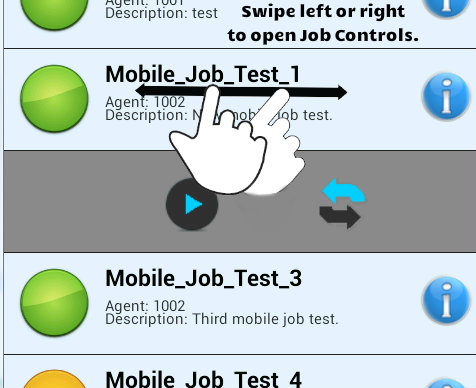 Agent: 1001
Description: test
Swipe left or right
to open Job Controls.
Mobile_Job_Test_1
Agent: 1002
Description: job test.
Mobile_Job_Test_3
Agent: 1002
Description: Third mobile job test.
Mobile_Job_Test_4